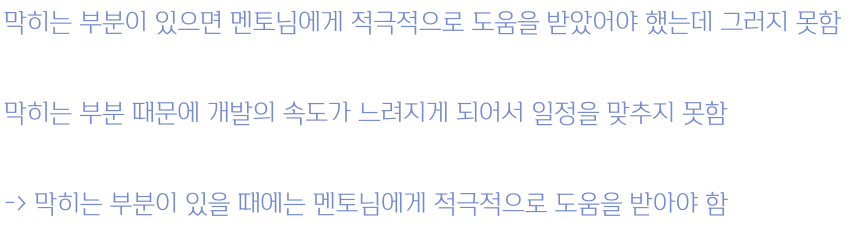 막히는 부분이 있으면 멘토님에게 적극적으로 도움을 받았어야 했는데 그러지 못함
막히는 부분 때문에 개발의 속도가 느려지게 되어서 일정을 맞추지 못함
-> 막히는 부분이 있을 때에는 멘토님에게 적극적으로 도움을 받아야 함